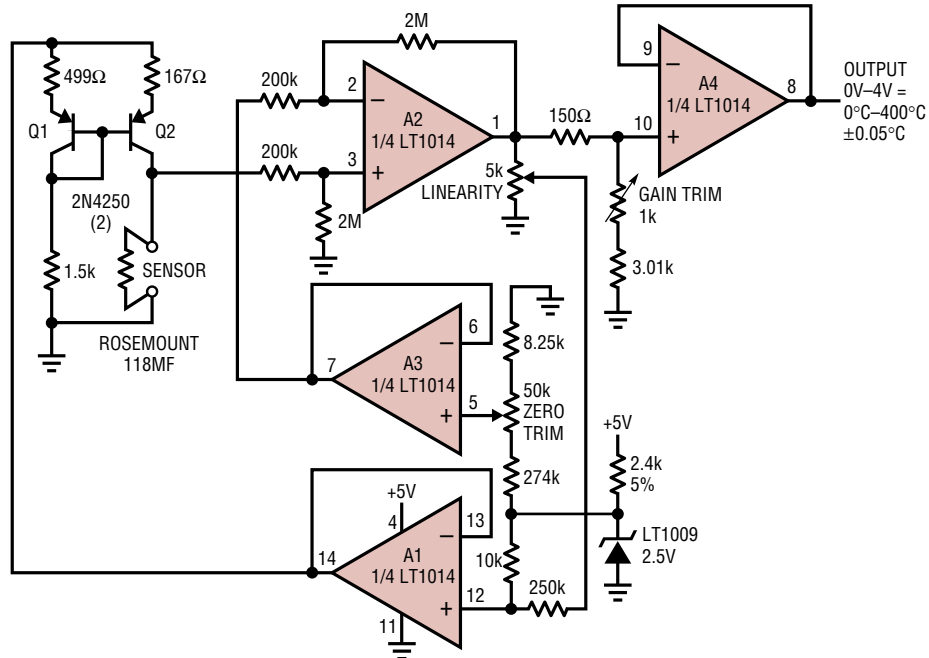 2M
499Ω
167Ω
200k
2
−
A2
1/4 LT1014
1
200k
3
+
2M
Q1
Q2
2N4250
(2)
1.5k
SENSOR
ROSEMOUNT
118MF
9
−
A4
1/4 LT1014
8
10
+
OUTPUT
0V–4V =
0°C–400°C
±0.05°C
150Ω
5k
LINEARITY
GAIN TRIM
1k
3.01k
6
−
A3
1/4 LT1014
7
5
+
8.25k
50k
ZERO
TRIM
274k
+5V
2.4k
5%
LT1009
2.5V
+5V
4
13
−
A1
1/4 LT1014
14
12
+
11
10k
250k